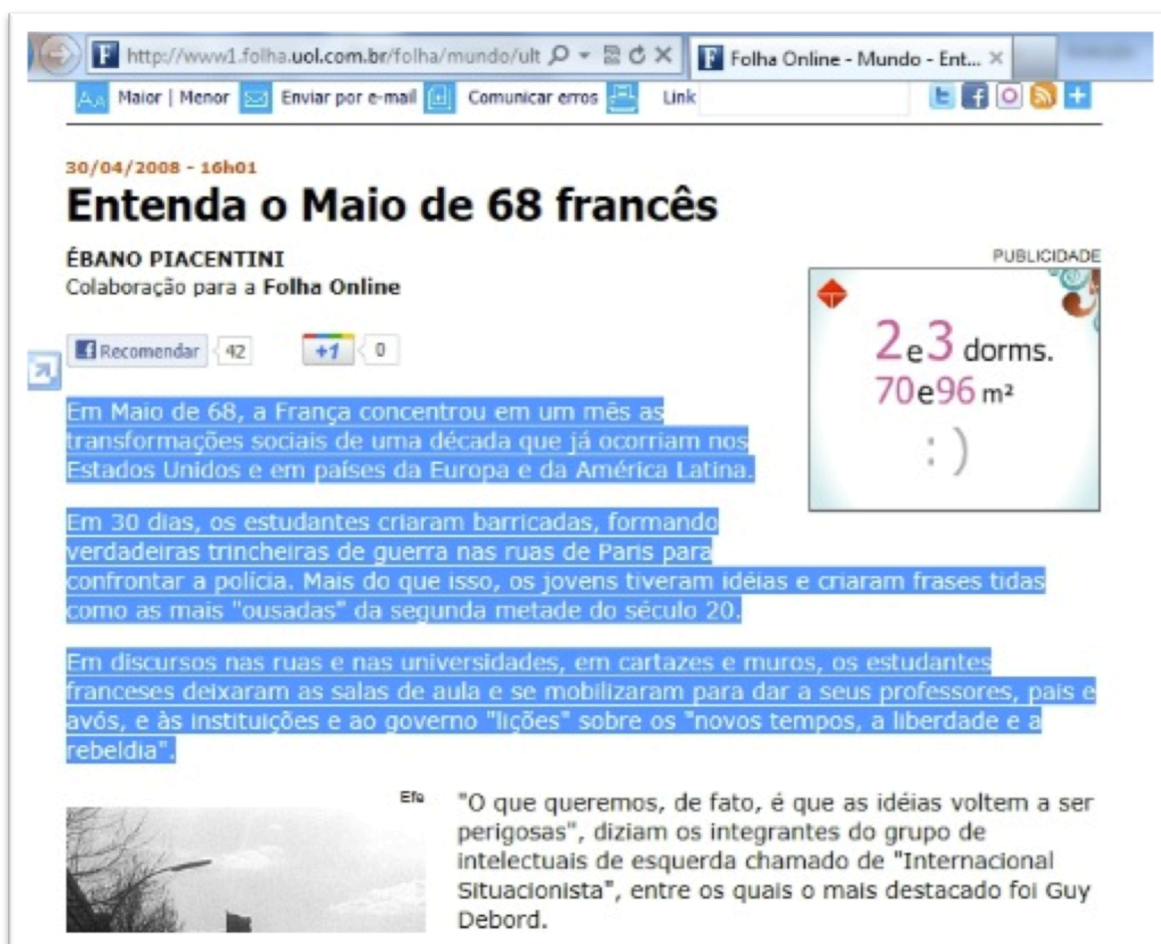 http://www1.folha.uol.com.br/folha/mundo/ult
Folha Online - Mundo - Ent...
Maior | Menor Enviar por e-mail Comunicar erros Link
30/04/2008 - 16h01
Entenda o Maio de 68 francês
ÉBANO PIACENTINI
Colaboração para a Folha Online
PUBLICIDADE
2 e 3 dorms.
70e96 m²
: )
Recomendar 42 +1 0
Em Maio de 68, a França concentrou em um mês as
transformações sociais de uma década que já ocorriam nos
Estados Unidos e em países da Europa e da América Latina.
Em 30 dias, os estudantes criaram barricadas, formando
verdadeiras trincheiras de guerra nas ruas de Paris para
confrontar a polícia. Mais do que isso, os jovens tiveram idéias e criaram frases tidas
como as mais "ousadas" da segunda metade do século 20.
Em discursos nas ruas e nas universidades, em cartazes e muros, os estudantes
franceses deixaram as salas de aula e se mobilizaram para dar a seus professores, pais e
avós, e às instituições e ao governo "lições" sobre os "novos tempos, a liberdade e a
rebeldia".
Efe
"O que queremos, de fato, é que as idéias voltem a ser
perigosas", diziam os integrantes do grupo de
intelectuais de esquerda chamado de "Internacional
Situacionista", entre os quais o mais destacado foi Guy
Debord.